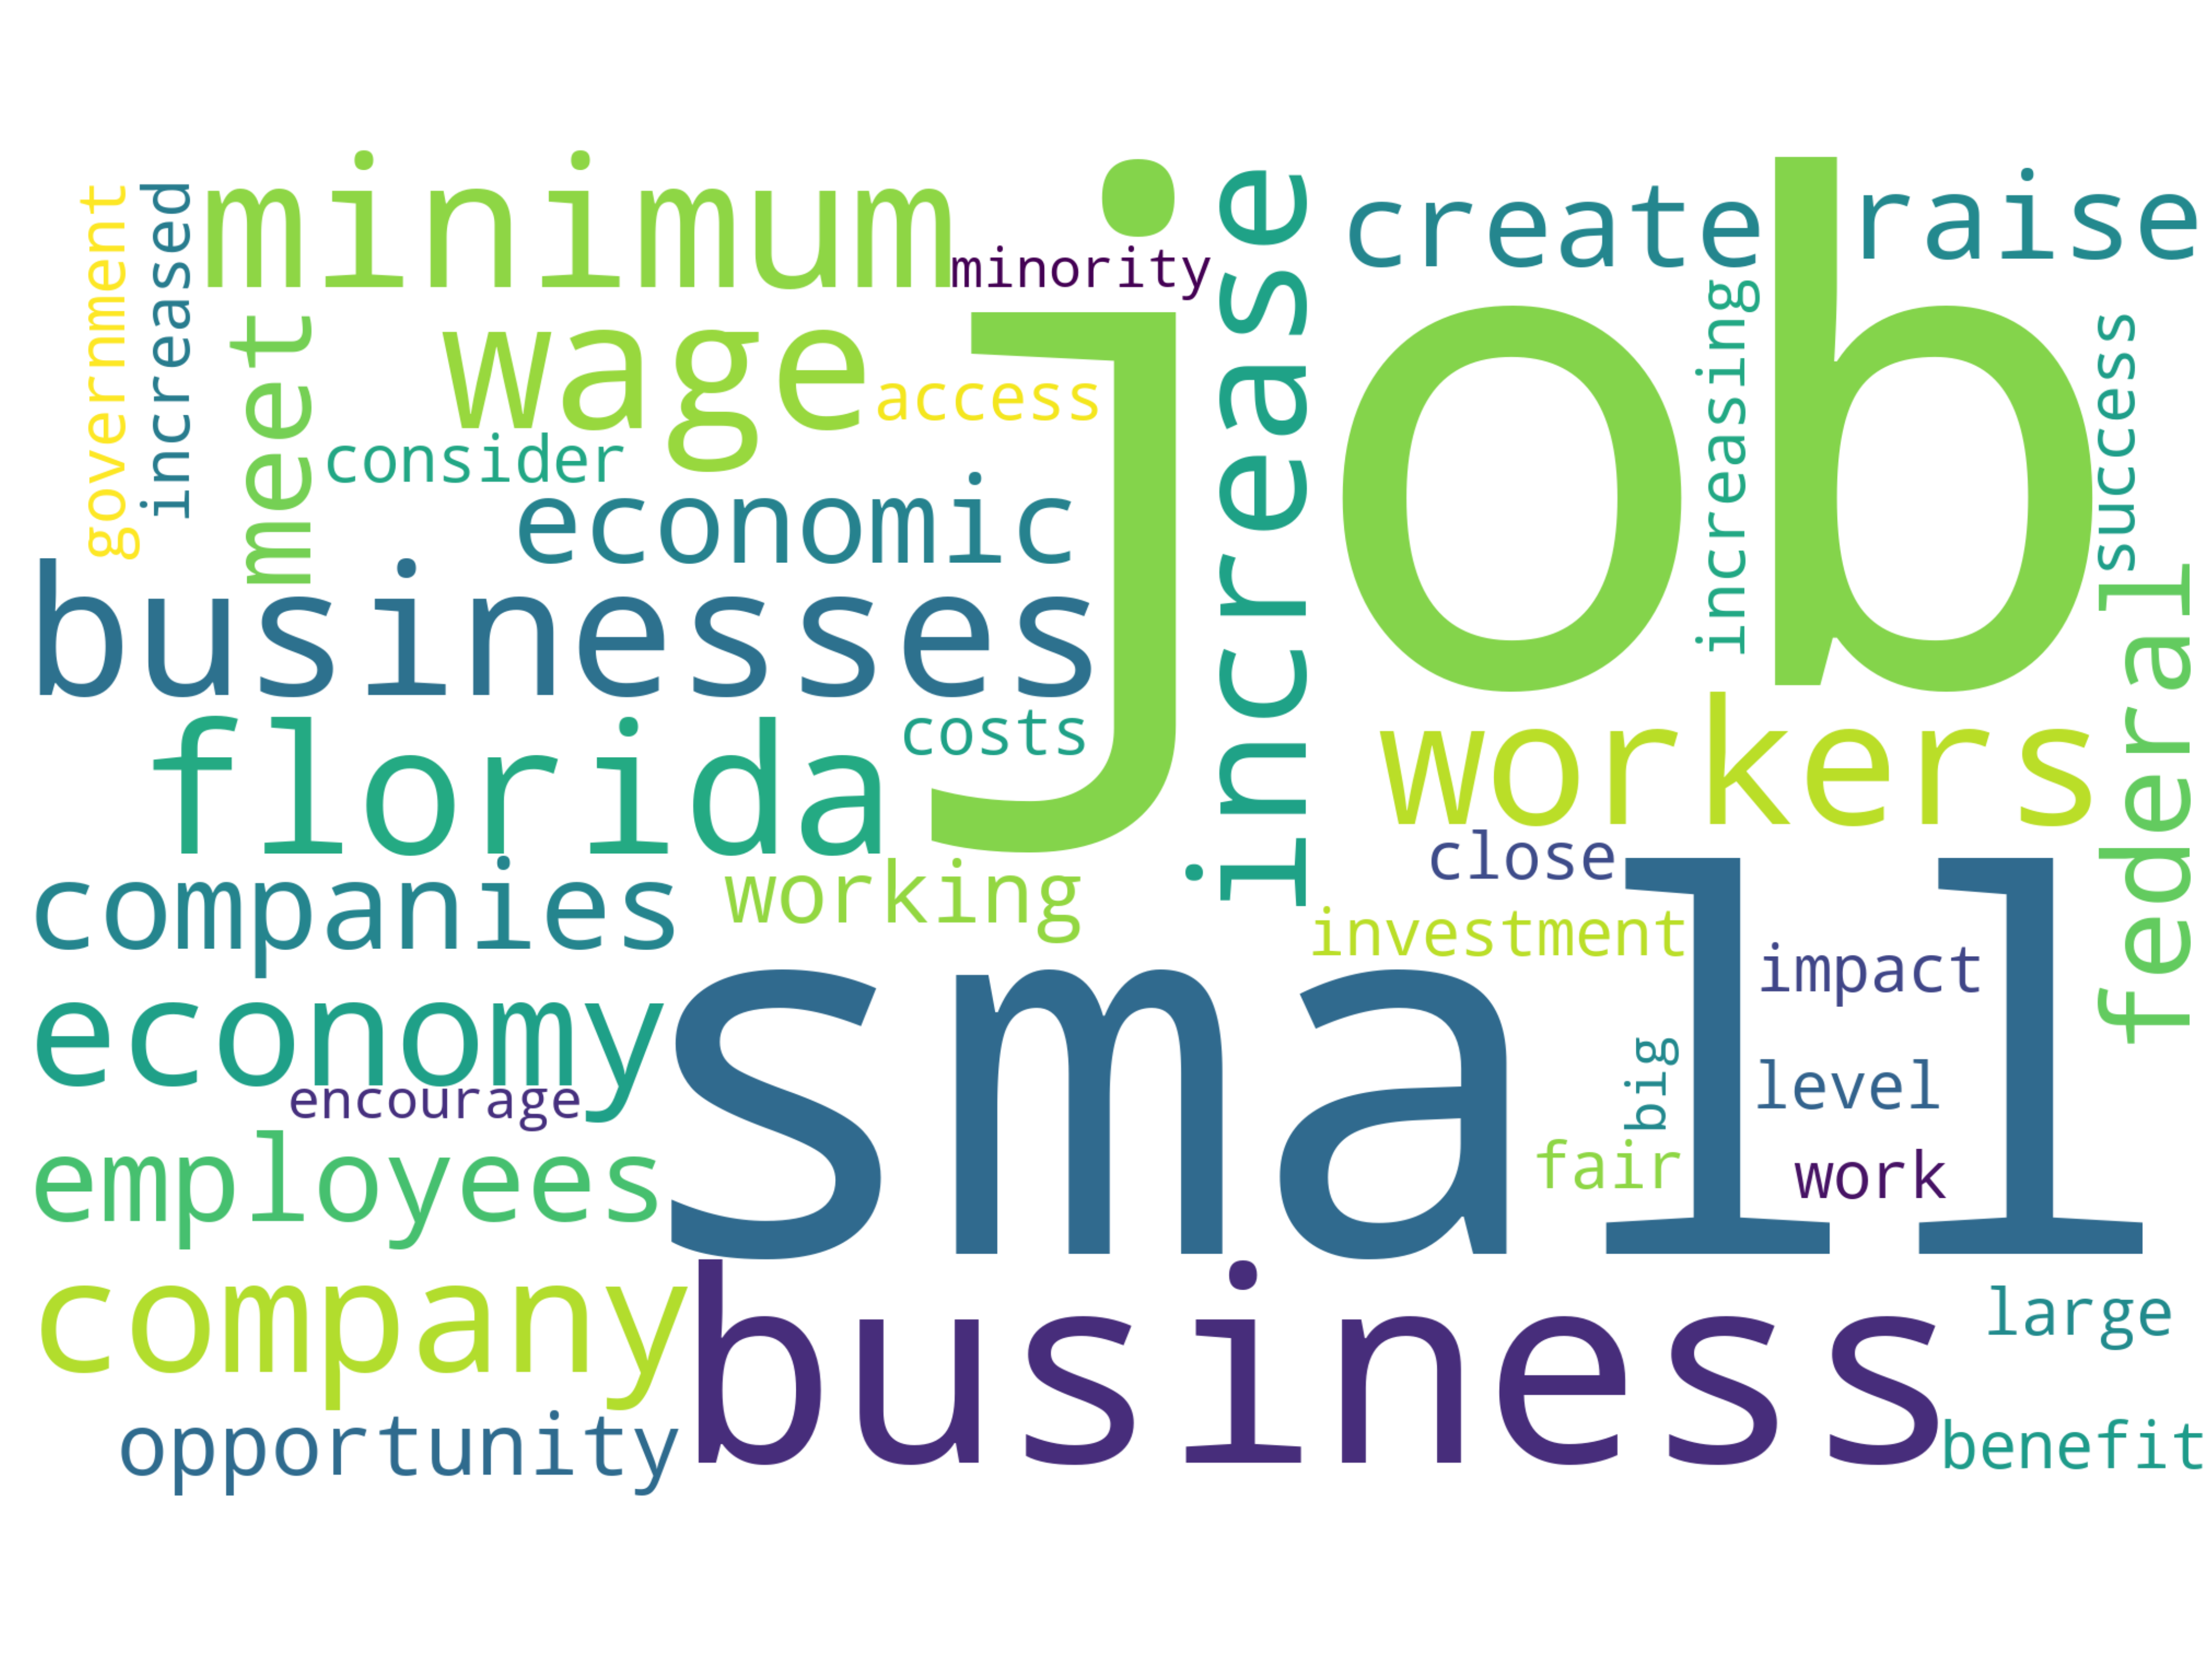 government
increased
minimum
minority
increase
create
raise
meet
wage
access
job
increasing
success
consider
economic
businesses
federal
florida
costs
workers
close
companies
working
investment
impact
economy
small
big
level
encourage
fair
work
employees
company
business
large
opportunity
benefit